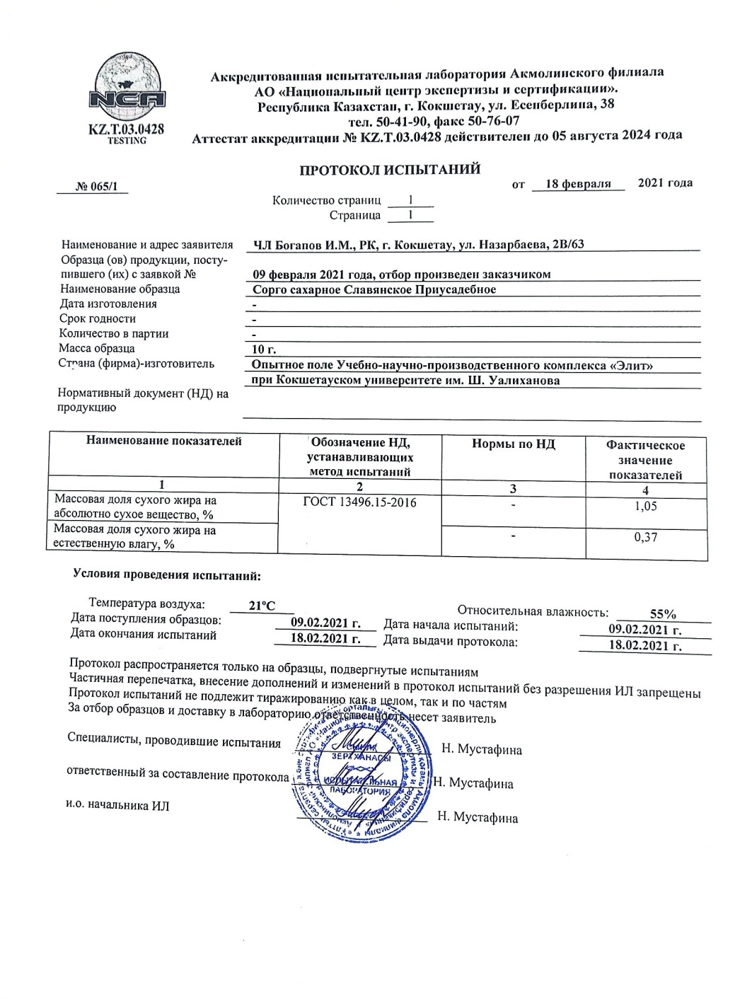 NCA
KZ.T.03.0428
TESTING
Аккредитованная испытательная лаборатория Акмолинского филиала
АО «Национальный центр экспертизы и сертификации».
Республика Казахстан, г. Кокшетау, ул. Есенберлина, 38
тел. 50-41-90, факс 50-76-07
Аттестат аккредитации № KZ.T.03.0428 действителен до 05 августа 2024 года
ПРОТОКОЛ ИСПЫТАНИЙ
№ 065/1 от 18 февраля 2021 года
Количество страниц 1
Страница 1
Наименование и адрес заявителя ЧЛ Богапов И.М., РК, г. Кокшетау, ул. Назарбаева, 2В/63
Образца (ов) продукции, посту-
пившего (их) с заявкой № 09 февраля 2021 года, отбор произведен заказчиком
Наименование образца Сорго сахарное Славянское Приусадебное
Дата изготовления -
Срок годности -
Количество в партии -
Масса образца 10 г.
Страна (фирма)-изготовитель Опытное поле Учебно-научно-производственного комплекса «Элит»
при Кокшетауском университете им. Ш. Уалиханова
Нормативный документ (НД) на
продукцию
Наименование показателей Обозначение НД, Нормы по НД Фактическое
устанавливающих значение
метод испытаний показателей
1 2 3 4
Массовая доля сухого жира на ГОСТ 13496.15-2016 - 1,05
абсолютно сухое вещество, %
Массовая доля сухого жира на - 0,37
естественную влагу, %
Условия проведения испытаний:
Температура воздуха: 21ºС Относительная влажность: 55%
Дата поступления образцов: 09.02.2021 г. Дата начала испытаний: 09.02.2021 г.
Дата окончания испытаний 18.02.2021 г. Дата выдачи протокола: 18.02.2021 г.
Протокол распространяется только на образцы, подвергнутые испытаниям
Частичная перепечатка, внесение дополнений и изменений в протокол испытаний без разрешения ИЛ запрещены
Протокол испытаний не подлежит тиражированию как в целом, так и по частям
За отбор образцов и доставку в лабораторию ответственность несет заявитель
Специалисты, проводившие испытания Н. Мустафина
ответственный за составление протокола Н. Мустафина
и.о. начальника ИЛ Н. Мустафина
СЫНАҚ
ЗЕРТХАНАСЫ
ИСПЫТАТЕЛЬНАЯ
ЛАБОРАТОРИЯ